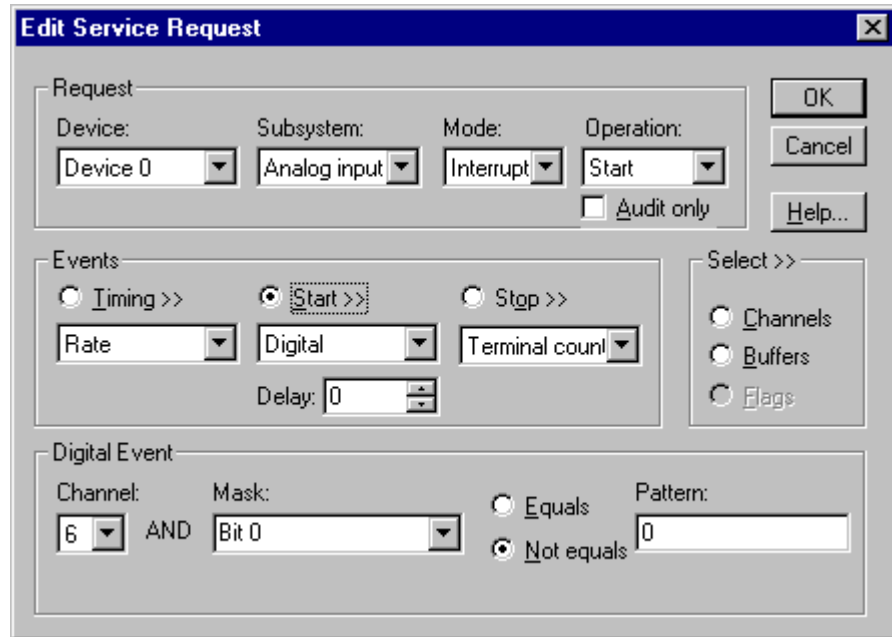 Edit Service Request
Request
Device: Subsystem: Mode: Operation:
Device 0 Analog input Interrupt Start
Audit only
OK
Cancel
Help...
Events
Timing >> Start >> Stop >>
Rate Digital Terminal count
Delay: 0
Select >>
Channels
Buffers
Flags
Digital Event
Channel: Mask: Pattern:
6 AND Bit 0 Equals 0
Not equals